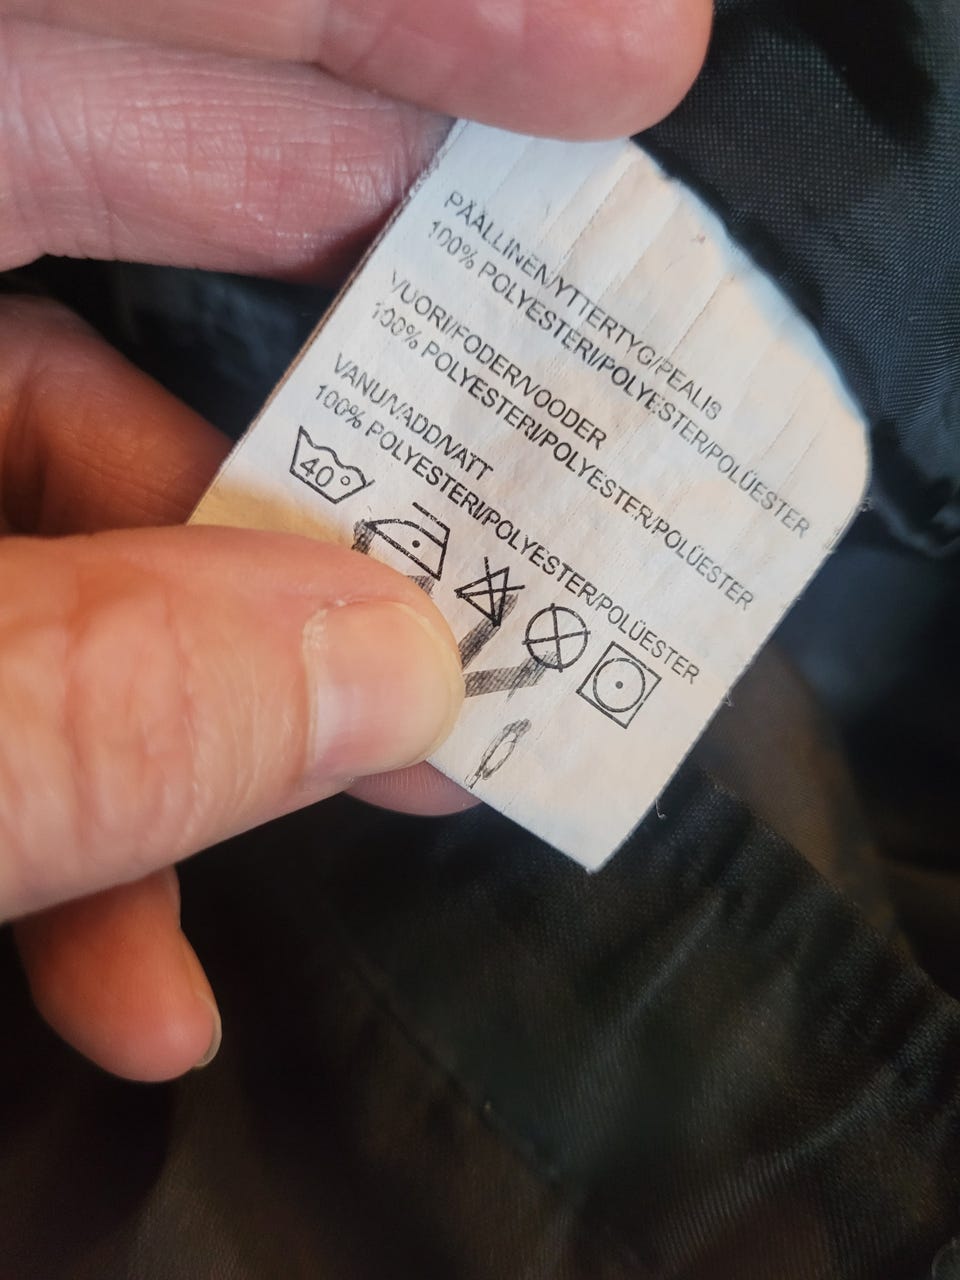 PÄÄLLINEN/YTTERTYG/PEALIS
100% POLYESTERI/POLYESTER/POLÜESTER
VUORI/FODER/VOODER
100% POLYESTERI/POLYESTER/POLÜESTER
VANU/VADD/VATT
100% POLYESTERI/POLYESTER/POLÜESTER
40°